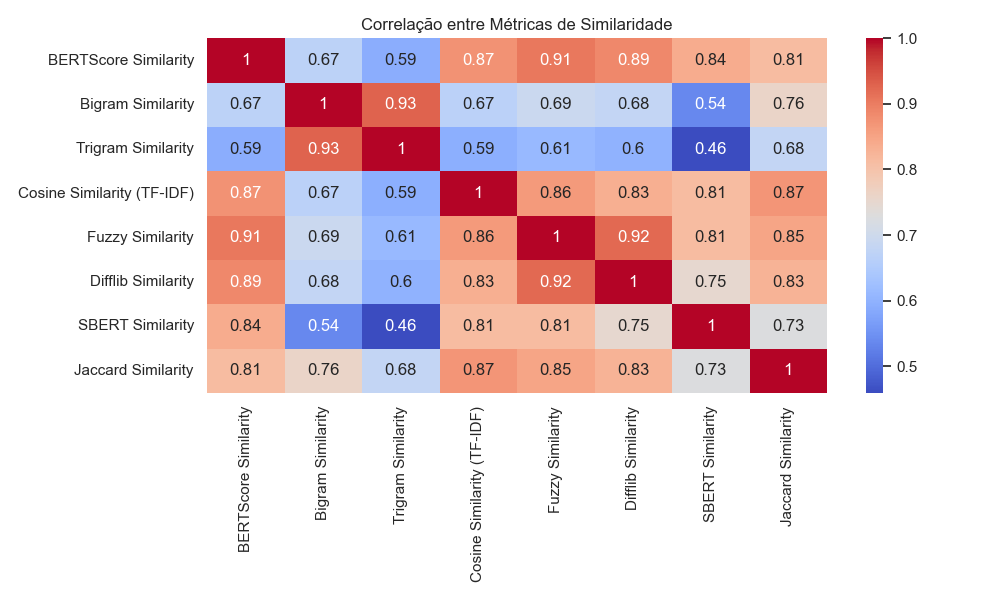 Correlação entre Métricas de Similaridade
BERTScore Similarity 1 0.67 0.59 0.87 0.91 0.89 0.84 0.81
Bigram Similarity 0.67 1 0.93 0.67 0.69 0.68 0.54 0.76
Trigram Similarity 0.59 0.93 1 0.59 0.61 0.6 0.46 0.68
Cosine Similarity (TF-IDF) 0.87 0.67 0.59 1 0.86 0.83 0.81 0.87
Fuzzy Similarity 0.91 0.69 0.61 0.86 1 0.92 0.81 0.85
Difflib Similarity 0.89 0.68 0.6 0.83 0.92 1 0.75 0.83
SBERT Similarity 0.84 0.54 0.46 0.81 0.81 0.75 1 0.73
Jaccard Similarity 0.81 0.76 0.68 0.87 0.85 0.83 0.73 1
BERTScore Similarity
Bigram Similarity
Trigram Similarity
Cosine Similarity (TF-IDF)
Fuzzy Similarity
Difflib Similarity
SBERT Similarity
Jaccard Similarity
1.0
0.9
0.8
0.7
0.6
0.5